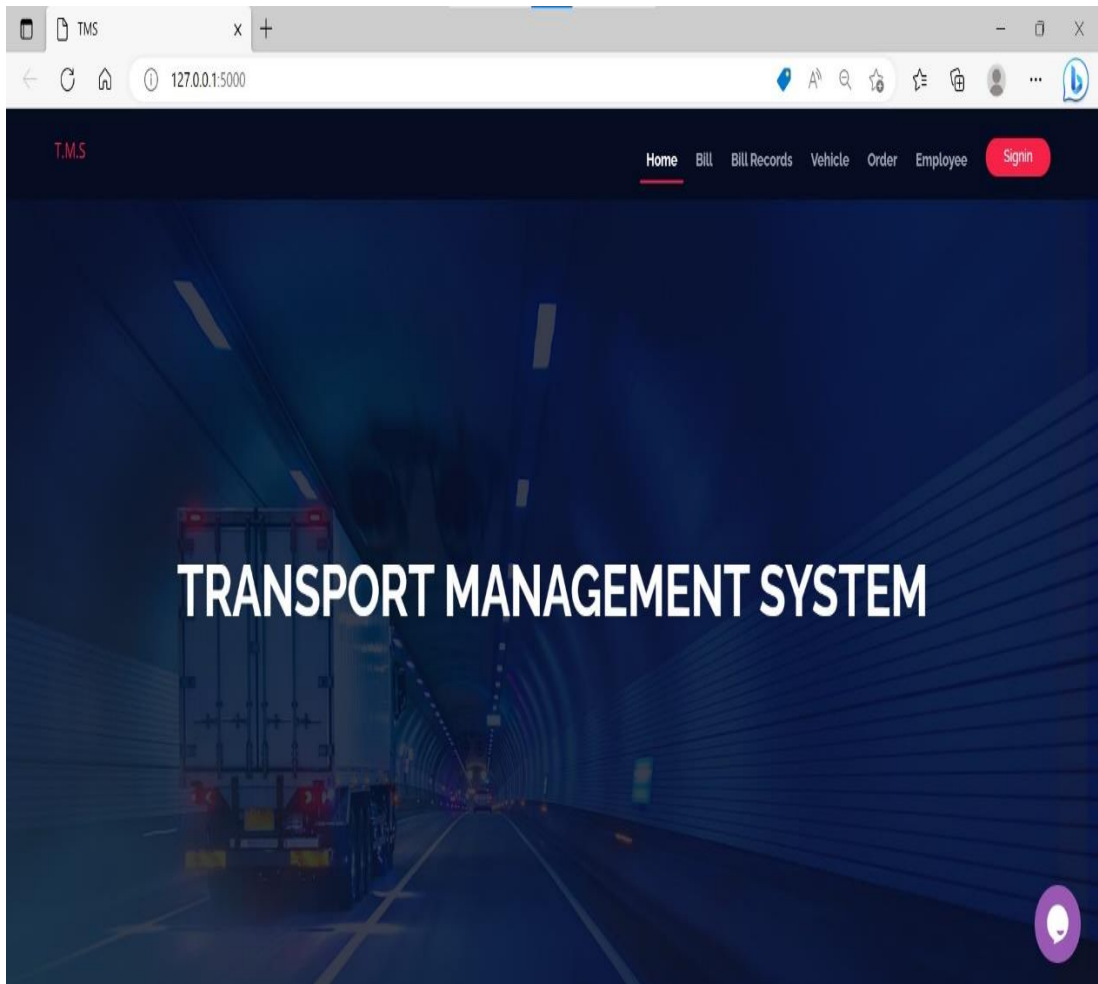 TMS
127.0.0.1:5000
T.M.S
Home Bill Bill Records Vehicle Order Employee Signin
TRANSPORT MANAGEMENT SYSTEM